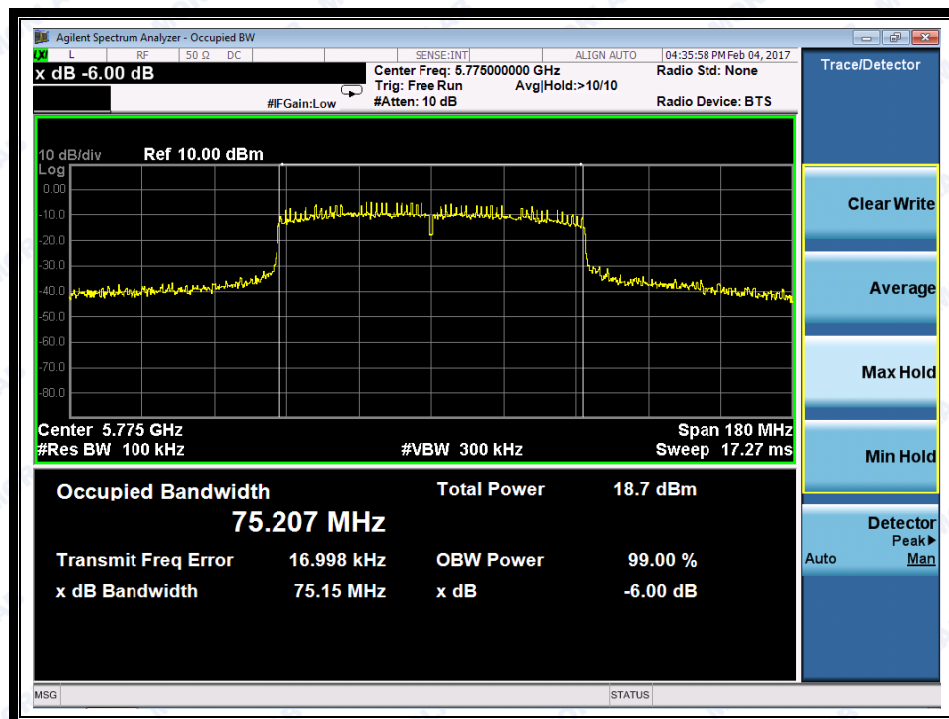 Agilent Spectrum Analyzer - Occupied BW
LXI L RF 50 Ω DC SENSE:INT ALIGN AUTO 04:35:58 PM Feb 04, 2017
x dB -6.00 dB
Center Freq: 5.775000000 GHz
Radio Std: None
Trig: Free Run Avg|Hold:>10/10
#IFGain:Low
#Atten: 10 dB
Radio Device: BTS
Trace/Detector
10 dB/div Ref 10.00 dBm
Log
0.00
-10.0
-20.0
-30.0
-40.0
-50.0
-60.0
-70.0
-80.0
Center 5.775 GHz
Span 180 MHz
#Res BW 100 kHz
#VBW 300 kHz
Sweep 17.27 ms
Occupied Bandwidth
75.207 MHz
Total Power 18.7 dBm
Transmit Freq Error 16.998 kHz
OBW Power 99.00 %
x dB Bandwidth 75.15 MHz
x dB -6.00 dB
Clear Write
Average
Max Hold
Min Hold
Detector
Peak▶
Auto Man
MSG
STATUS